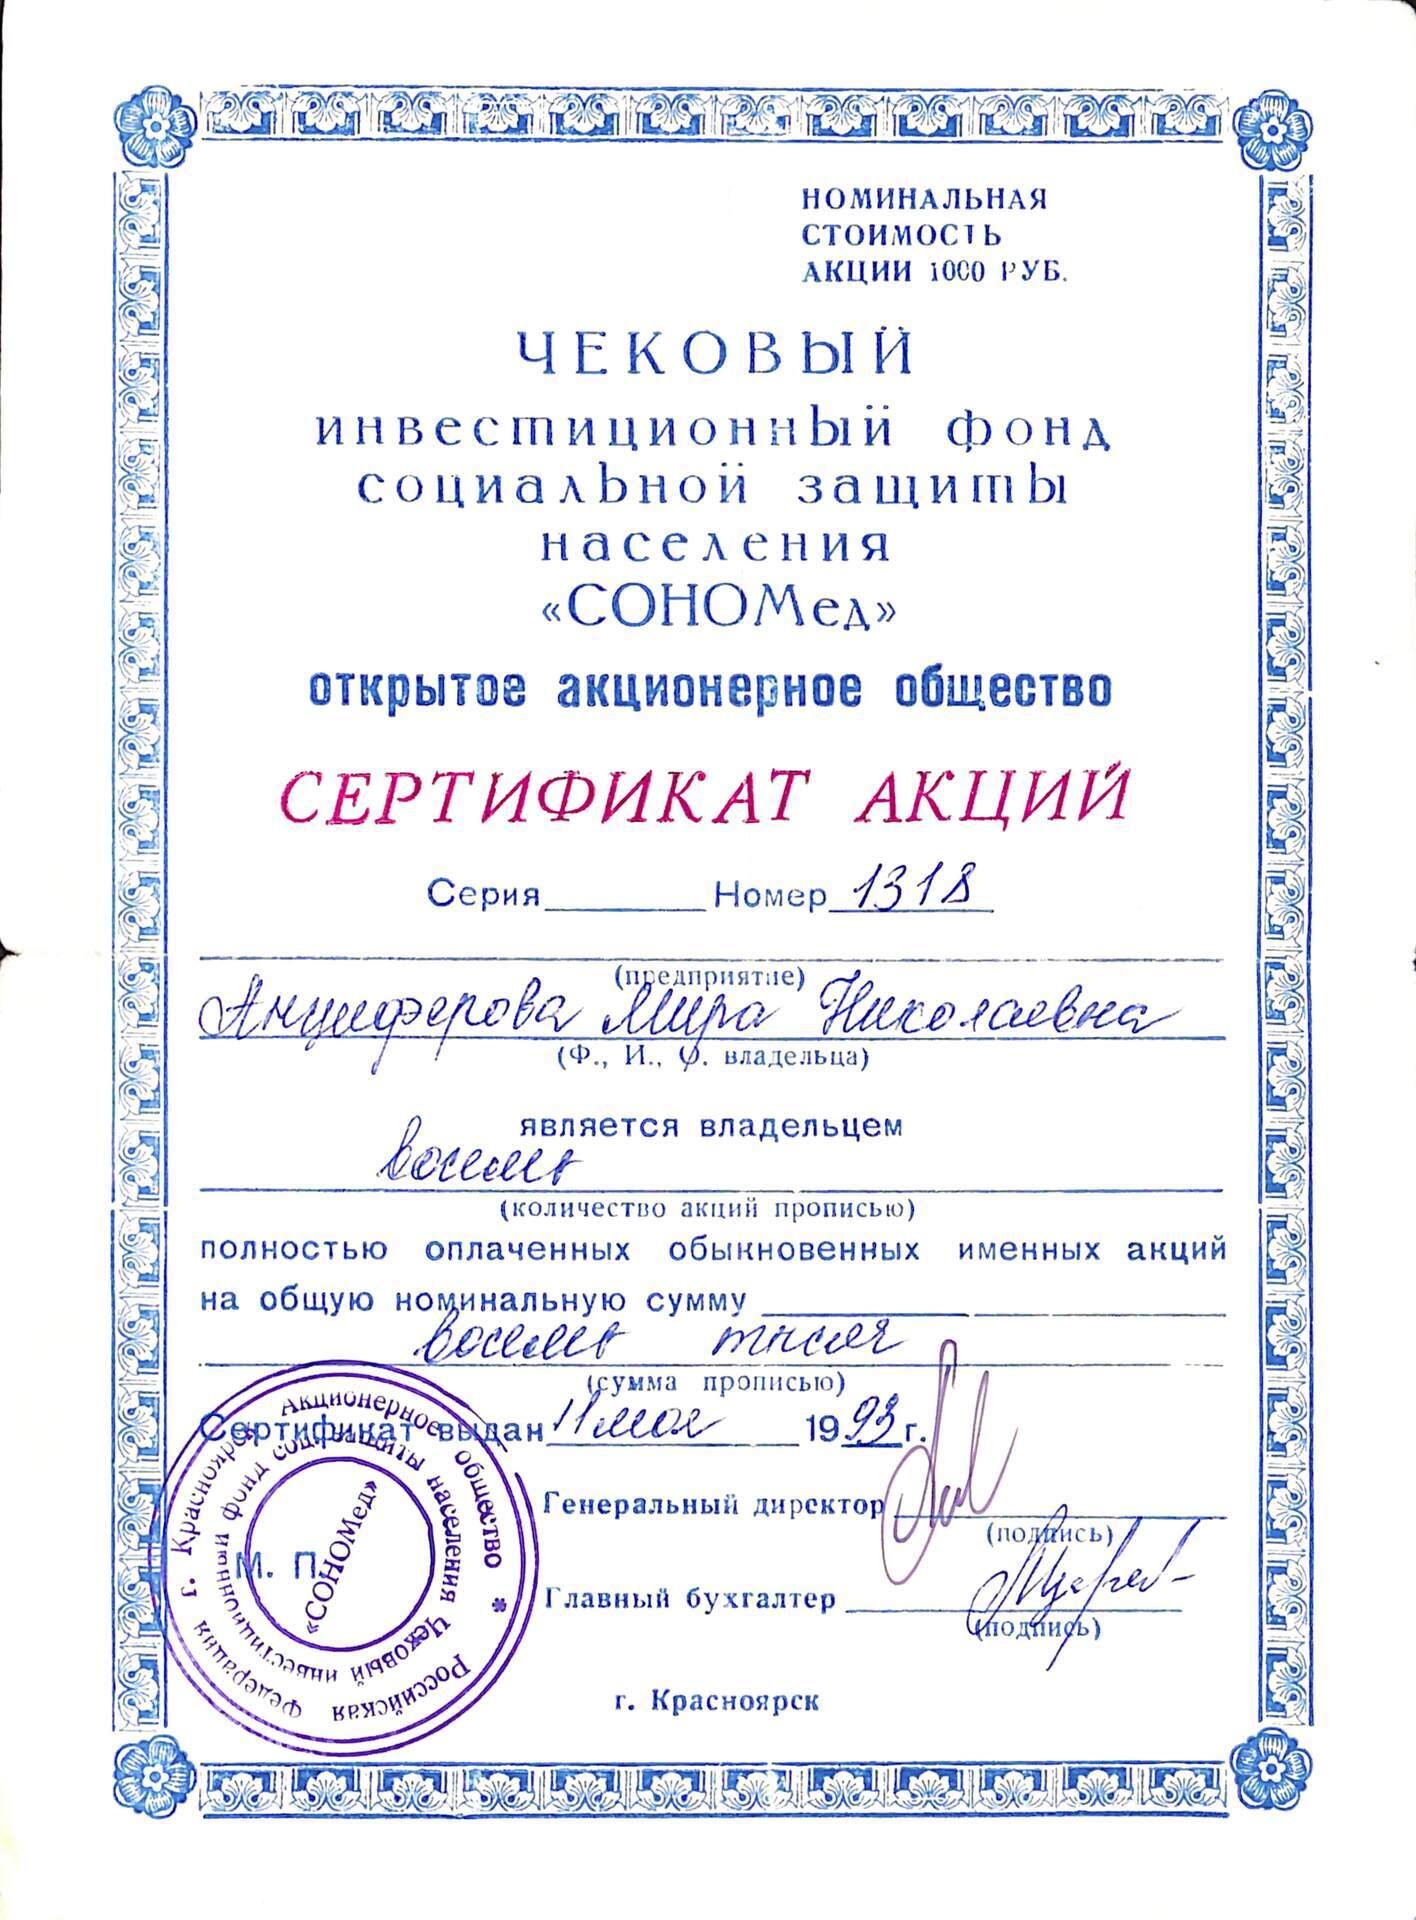 НОМИНАЛЬНАЯ
СТОИМОСТЬ
АКЦИИ 1000 РУБ.
ЧЕКОВЫЙ
инвестиционный фонд
социальной защиты
населения
«СОНОМед»
открытое акционерное общество
СЕРТИФИКАТ АКЦИЙ
Серия Номер 1318
(предприятие)
Анциферова Мира Николаевна
(Ф., И., О. владельца)
является владельцем
восемь
(количество акций прописью)
полностью оплаченных обыкновенных именных акций
на общую номинальную сумму
восемь тысяч
(сумма прописью)
Сертификат выдан 11 мая 1993 г.
Генеральный директор
(подпись)
М. П.
Главный бухгалтер
(подпись)
г. Красноярск
Российская Федерация г. Красноярск Акционерное общество *
Чековый инвестиционный фонд соц. защиты населения
«СОНОМед»